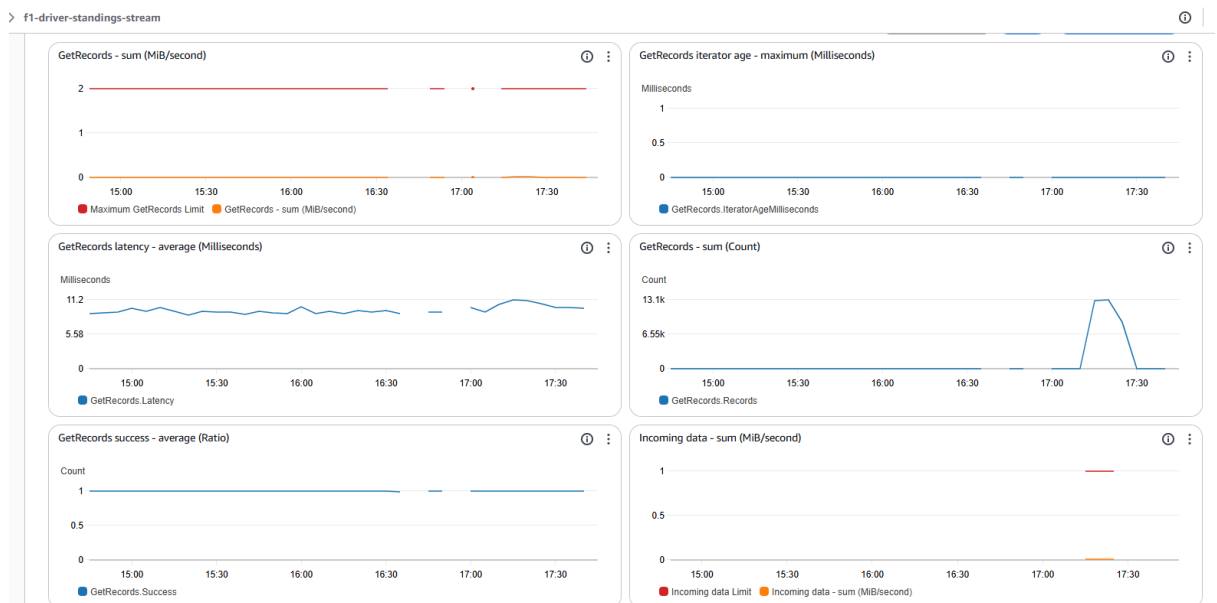 f1-driver-standings-stream
GetRecords - sum (MiB/second)
2
1
0
15:00 15:30 16:00 16:30 17:00 17:30
Maximum GetRecords Limit GetRecords - sum (MiB/second)
GetRecords iterator age - maximum (Milliseconds)
Milliseconds
1
0.5
0
15:00 15:30 16:00 16:30 17:00 17:30
GetRecords.IteratorAgeMilliseconds
GetRecords latency - average (Milliseconds)
Milliseconds
11.2
5.58
0
15:00 15:30 16:00 16:30 17:00 17:30
GetRecords.Latency
GetRecords - sum (Count)
Count
13.1k
6.55k
0
15:00 15:30 16:00 16:30 17:00 17:30
GetRecords.Records
GetRecords success - average (Ratio)
Count
1
0.5
0
15:00 15:30 16:00 16:30 17:00 17:30
GetRecords.Success
Incoming data - sum (MiB/second)
1
0.5
0
15:00 15:30 16:00 16:30 17:00 17:30
Incoming data Limit Incoming data - sum (MiB/second)